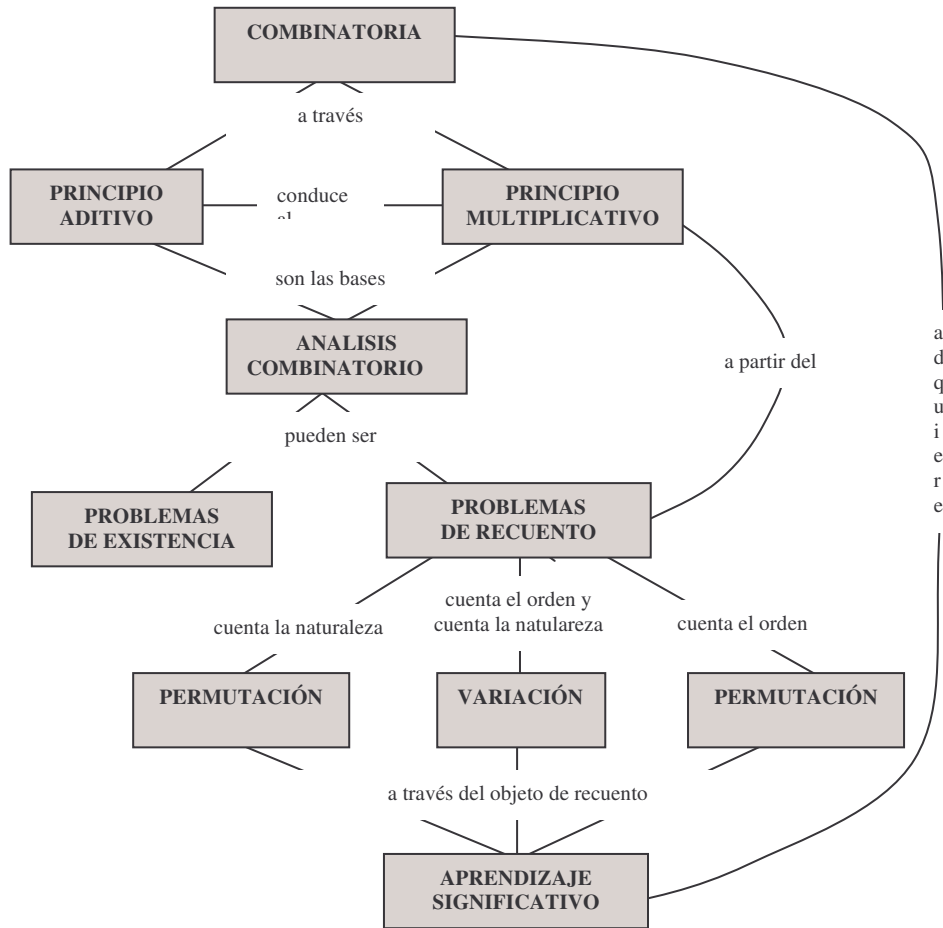 COMBINATORIA
a través
PRINCIPIO
ADITIVO
conduce
PRINCIPIO
MULTIPLICATIVO
son las bases
ANALISIS
COMBINATORIO
a partir del
adquiere
pueden ser
PROBLEMAS
DE EXISTENCIA
PROBLEMAS
DE RECUENTO
cuenta la naturaleza
cuenta el orden y
cuenta la natulareza
cuenta el orden
PERMUTACIÓN
VARIACIÓN
PERMUTACIÓN
a través del objeto de recuento
APRENDIZAJE
SIGNIFICATIVO